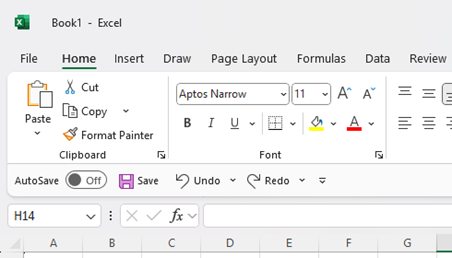 Book1 - Excel
File Home Insert Draw Page Layout Formulas Data Review
Paste
Cut
Copy
Format Painter
Clipboard
Aptos Narrow 11 A A
B I U A
Font
AutoSave Off Save Undo Redo
H14 fx
A B C D E F G